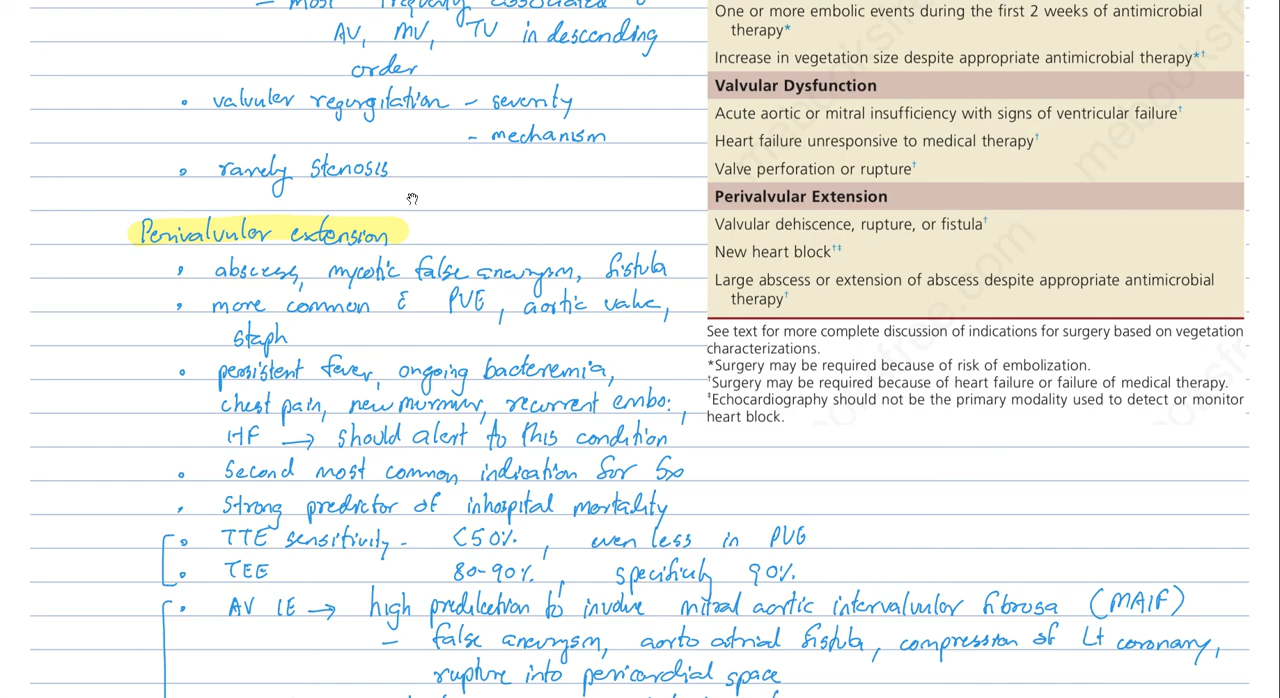 - most frequently associated
AV, MV, TV in descending
order
• valvular regurgitation - severity
- mechanism
• rarely stenosis
Perivalvular extension
• abscess, mycotic false aneurysm, fistula
• more common c̄ PVE, aortic valve,
staph
• persistent fever, ongoing bacteremia,
chest pain, new murmur, recurrent emboli,
HF → should alert to this condition
• Second most common indication for Sx
• Strong predictor of inhospital mortality
• TTE sensitivity - <50%, even less in PVE
• TEE 80-90%, specificity 90%
• AV IE → high predilection to involve mitral aortic intervalvular fibrosa (MAIF)
- false aneurysm, aorto atrial fistula, compression of Lt coronary,
rupture into pericardial space
One or more embolic events during the first 2 weeks of antimicrobial
therapy*
Increase in vegetation size despite appropriate antimicrobial therapy*†
Valvular Dysfunction
Acute aortic or mitral insufficiency with signs of ventricular failure†
Heart failure unresponsive to medical therapy†
Valve perforation or rupture†
Perivalvular Extension
Valvular dehiscence, rupture, or fistula†
New heart block†‡
Large abscess or extension of abscess despite appropriate antimicrobial
therapy†
See text for more complete discussion of indications for surgery based on vegetation
characterizations.
*Surgery may be required because of risk of embolization.
†Surgery may be required because of heart failure or failure of medical therapy.
‡Echocardiography should not be the primary modality used to detect or monitor
heart block.